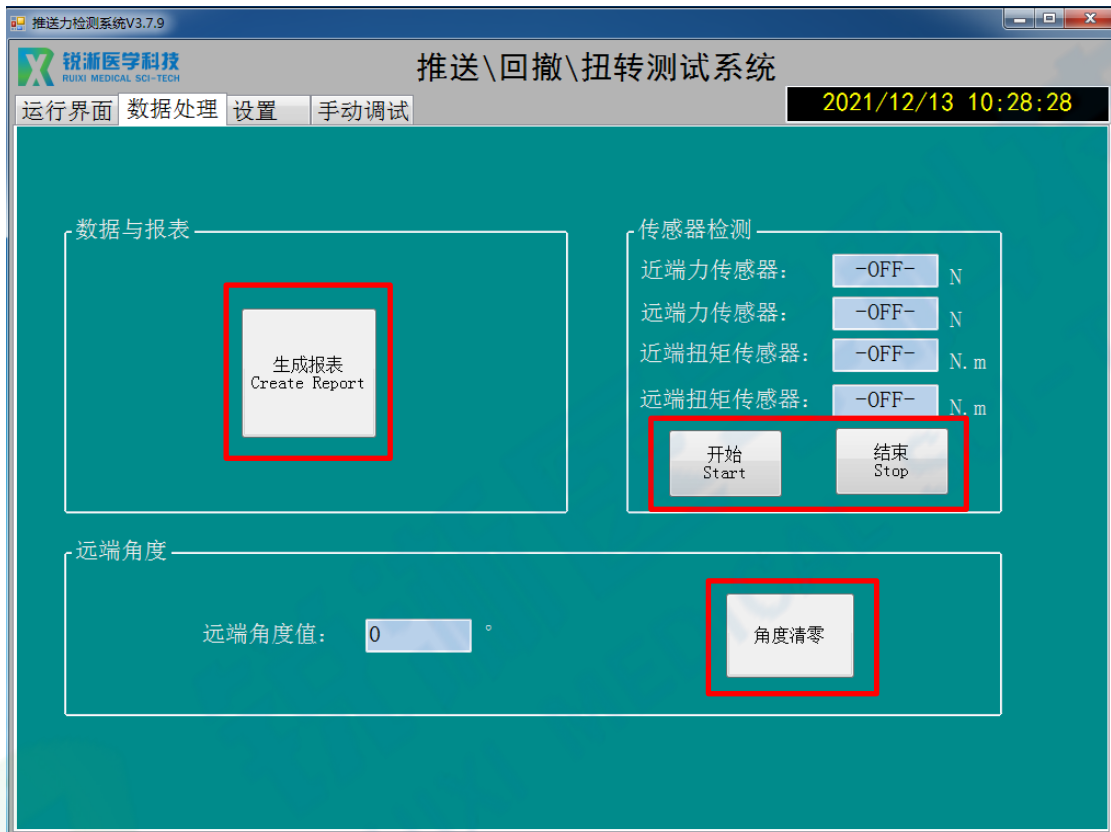 推送力检测系统V3.7.9
锐渐医学科技
RUIXI MEDICAL SCI-TECH
推送\回撤\扭转测试系统
运行界面 数据处理 设置 手动调试
2021/12/13 10:28:28
数据与报表
生成报表
Create Report
传感器检测
近端力传感器： -OFF- N
远端力传感器： -OFF- N
近端扭矩传感器： -OFF- N.m
远端扭矩传感器： -OFF- N.m
开始
Start
结束
Stop
远端角度
远端角度值： 0 °
角度清零